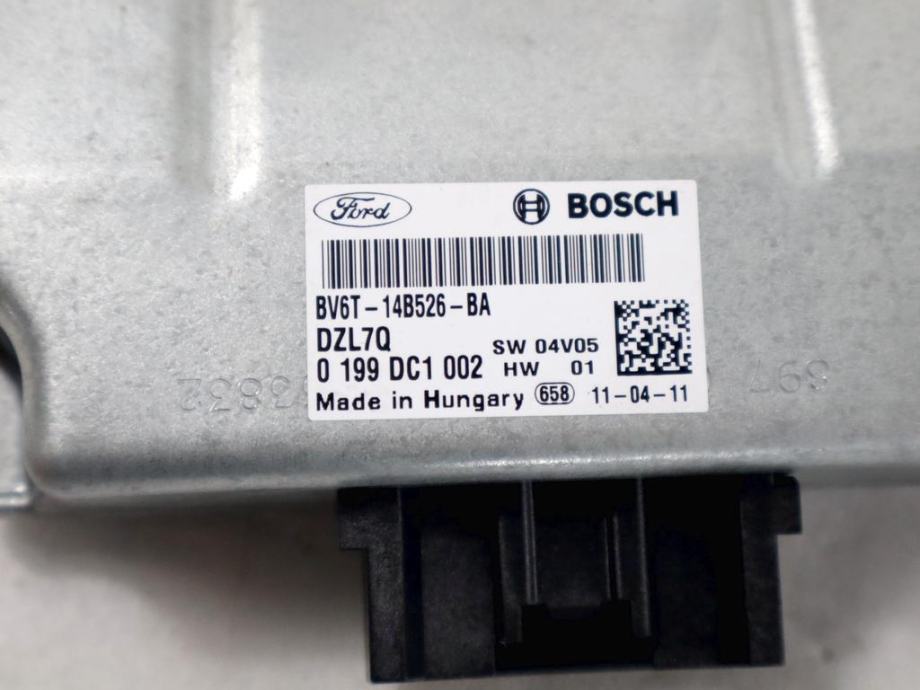 Ford BOSCH
BV6T-14B526-BA
DZL7Q
SW 04V05
0 199 DC1 002 HW 01
Made in Hungary 658 11-04-11
3832